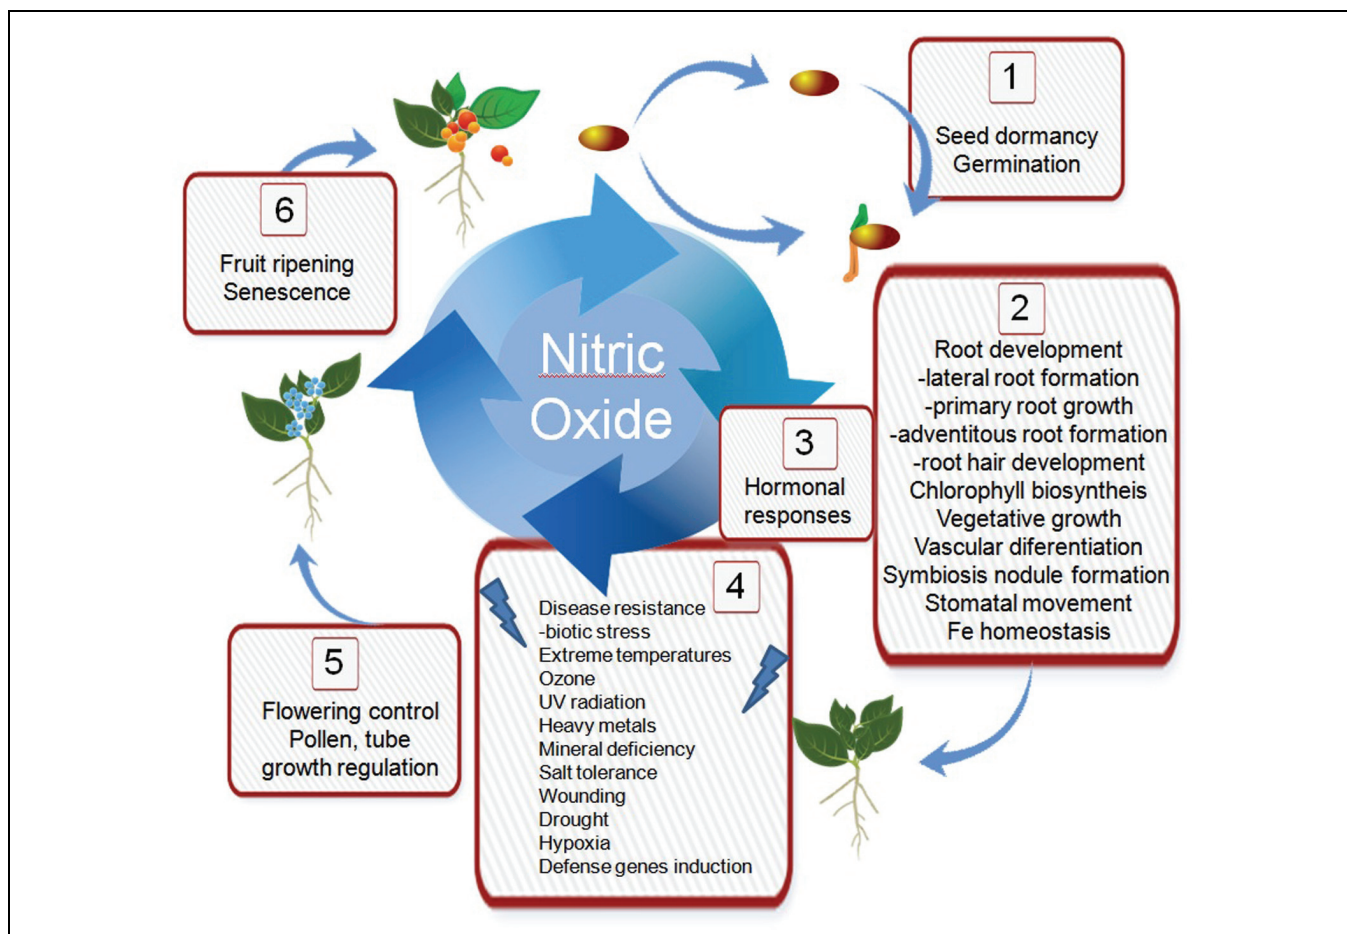 1
Seed dormancy
Germination
6
Fruit ripening
Senescence
Nitric
Oxide
2
Root development
-lateral root formation
-primary root growth
-adventitous root formation
-root hair development
Chlorophyll biosyntheis
Vegetative growth
Vascular diferentiation
Symbiosis nodule formation
Stomatal movement
Fe homeostasis
3
Hormonal
responses
4
Disease resistance
-biotic stress
Extreme temperatures
Ozone
UV radiation
Heavy metals
Mineral deficiency
Salt tolerance
Wounding
Drought
Hypoxia
Defense genes induction
5
Flowering control
Pollen, tube
growth regulation